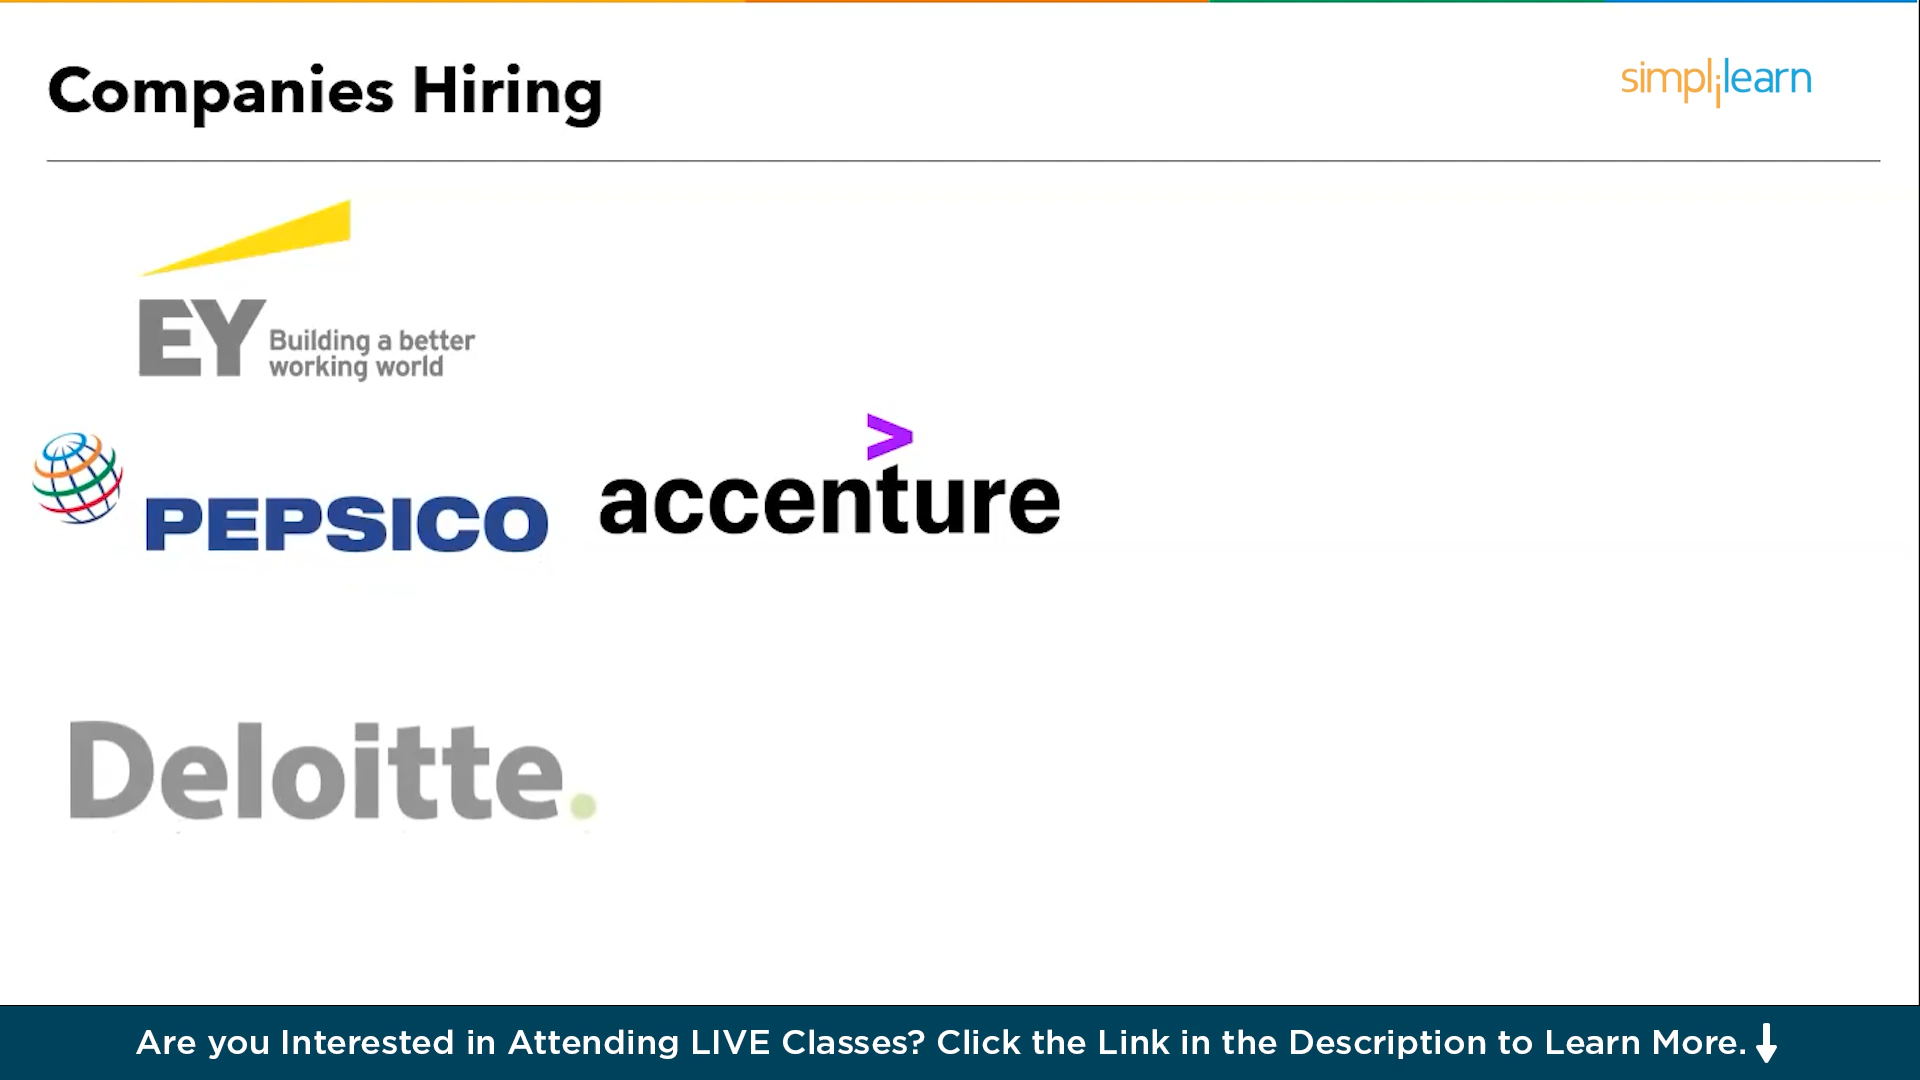 Companies Hiring
simplilearn
EY Building a better
working world
PEPSICO
>
accenture
Deloitte.
Are you Interested in Attending LIVE Classes? Click the Link in the Description to Learn More.